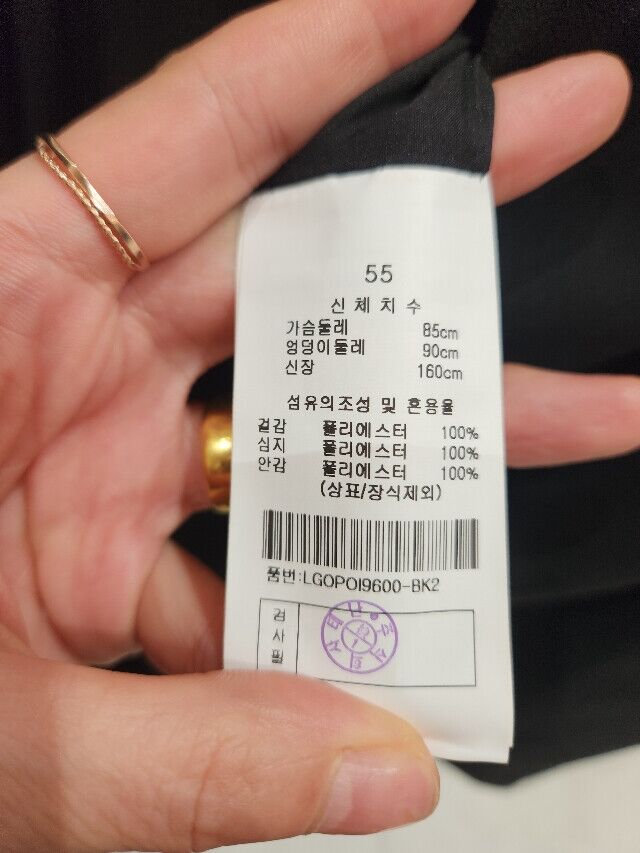 55
신체치수
가슴둘레 85cm
엉덩이둘레 90cm
신장 160cm
섬유의조성 및 혼용율
겉감 폴리에스터 100%
심지 폴리에스터 100%
안감 폴리에스터 100%
(상표/장식제외)
품번:LGOPOI9600-BK2
검사필